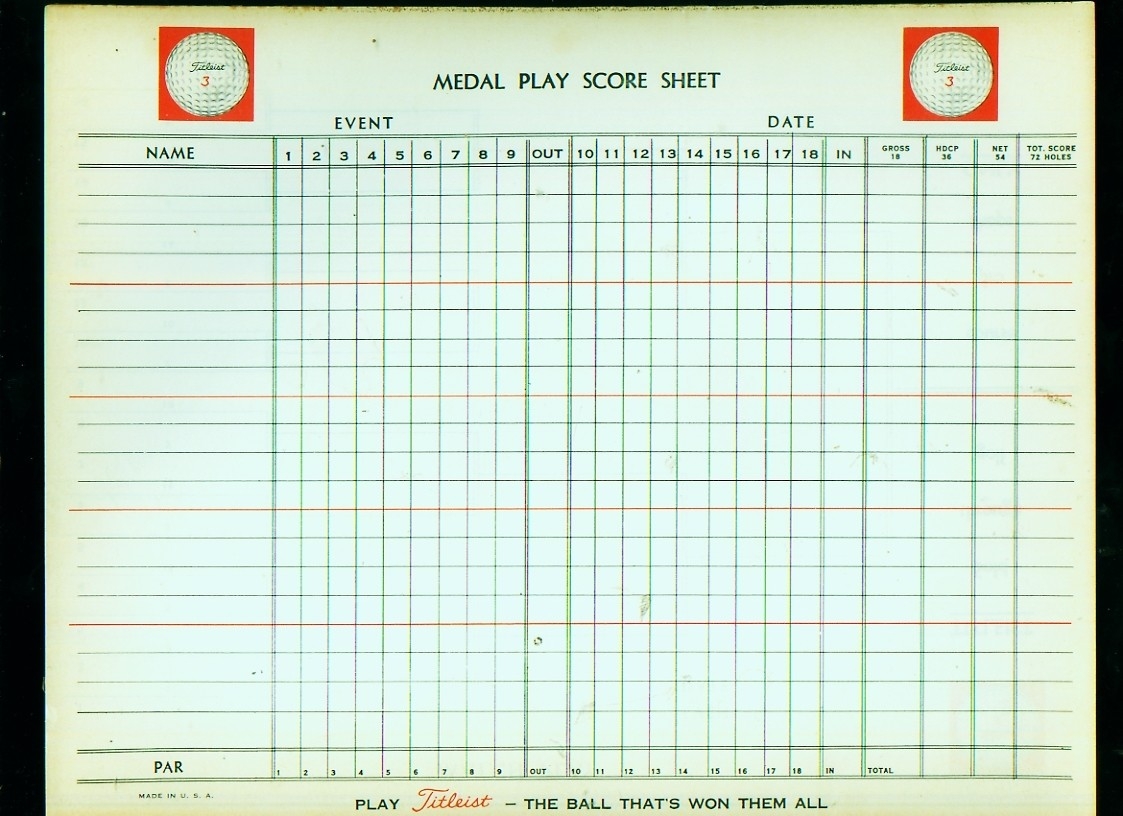 Titleist
3
Titleist
3
MEDAL PLAY SCORE SHEET
EVENT DATE
NAME 1 2 3 4 5 6 7 8 9 OUT 10 11 12 13 14 15 16 17 18 IN GROSS 18 HDCP 36 NET 54 TOT. SCORE 72 HOLES
PAR 1 2 3 4 5 6 7 8 9 OUT 10 11 12 13 14 15 16 17 18 IN TOTAL
MADE IN U. S. A.
PLAY Titleist — THE BALL THAT'S WON THEM ALL